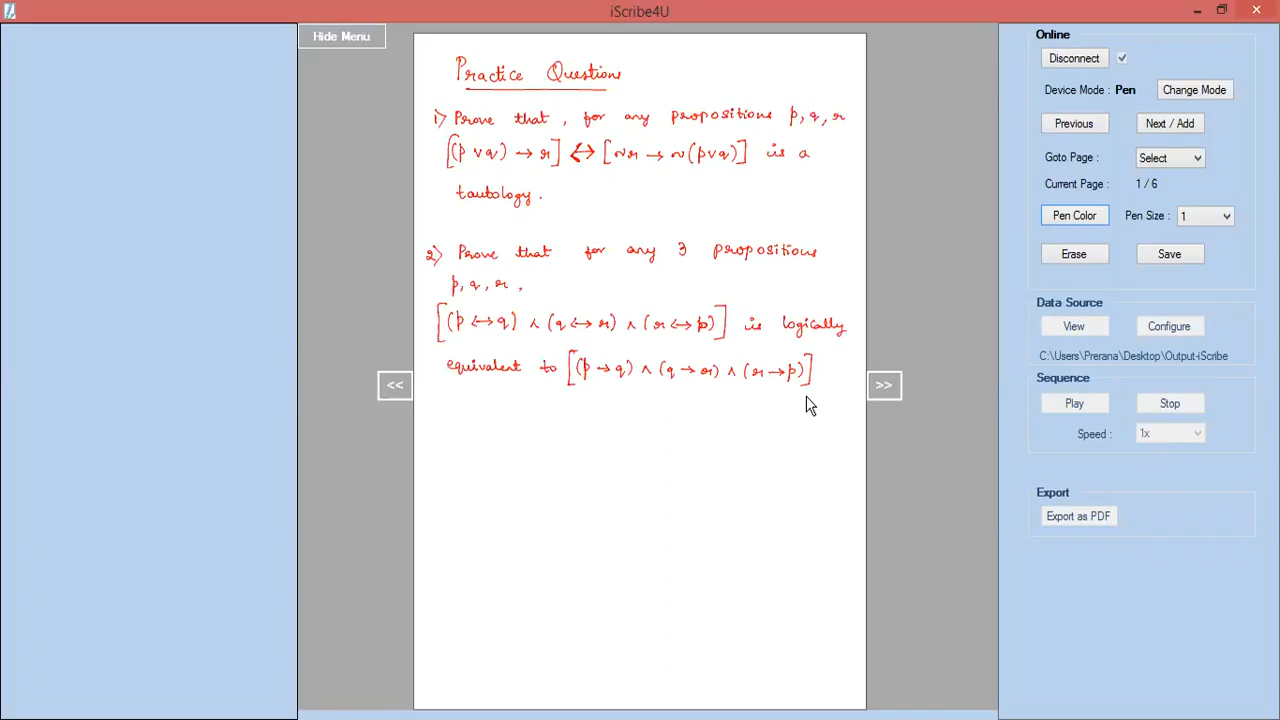 iScribe4U
Hide Menu
Practice Questions
1) Prove that, for any propositions p, q, r
[(p ∨ q) → r] ↔ [~r → ~(p∨q)] is a
tautology.
2) Prove that for any 3 propositions
p, q, r,
[(p ↔ q) ∧ (q ↔ r) ∧ (r ↔ p)] is logically
equivalent to [(p → q) ∧ (q → r) ∧ (r → p)]
<<
>>
Online
Disconnect
Device Mode : Pen Change Mode
Previous Next / Add
Goto Page : Select
Current Page : 1 / 6
Pen Color Pen Size : 1
Erase Save
Data Source
View Configure
C:\Users\Prerana\Desktop\Output-iScribe
Sequence
Play Stop
Speed : 1x
Export
Export as PDF